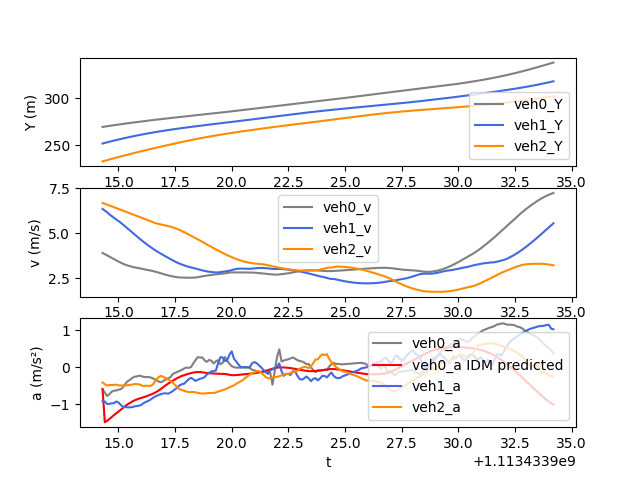 300
250
Y (m)
veh0_Y
veh1_Y
veh2_Y
15.0 17.5 20.0 22.5 25.0 27.5 30.0 32.5 35.0
7.5
5.0
2.5
v (m/s)
veh0_v
veh1_v
veh2_v
15.0 17.5 20.0 22.5 25.0 27.5 30.0 32.5 35.0
1
0
−1
a (m/s²)
veh0_a
veh0_a IDM predicted
veh1_a
veh2_a
15.0 17.5 20.0 22.5 25.0 27.5 30.0 32.5 35.0
t
+1.1134339e9